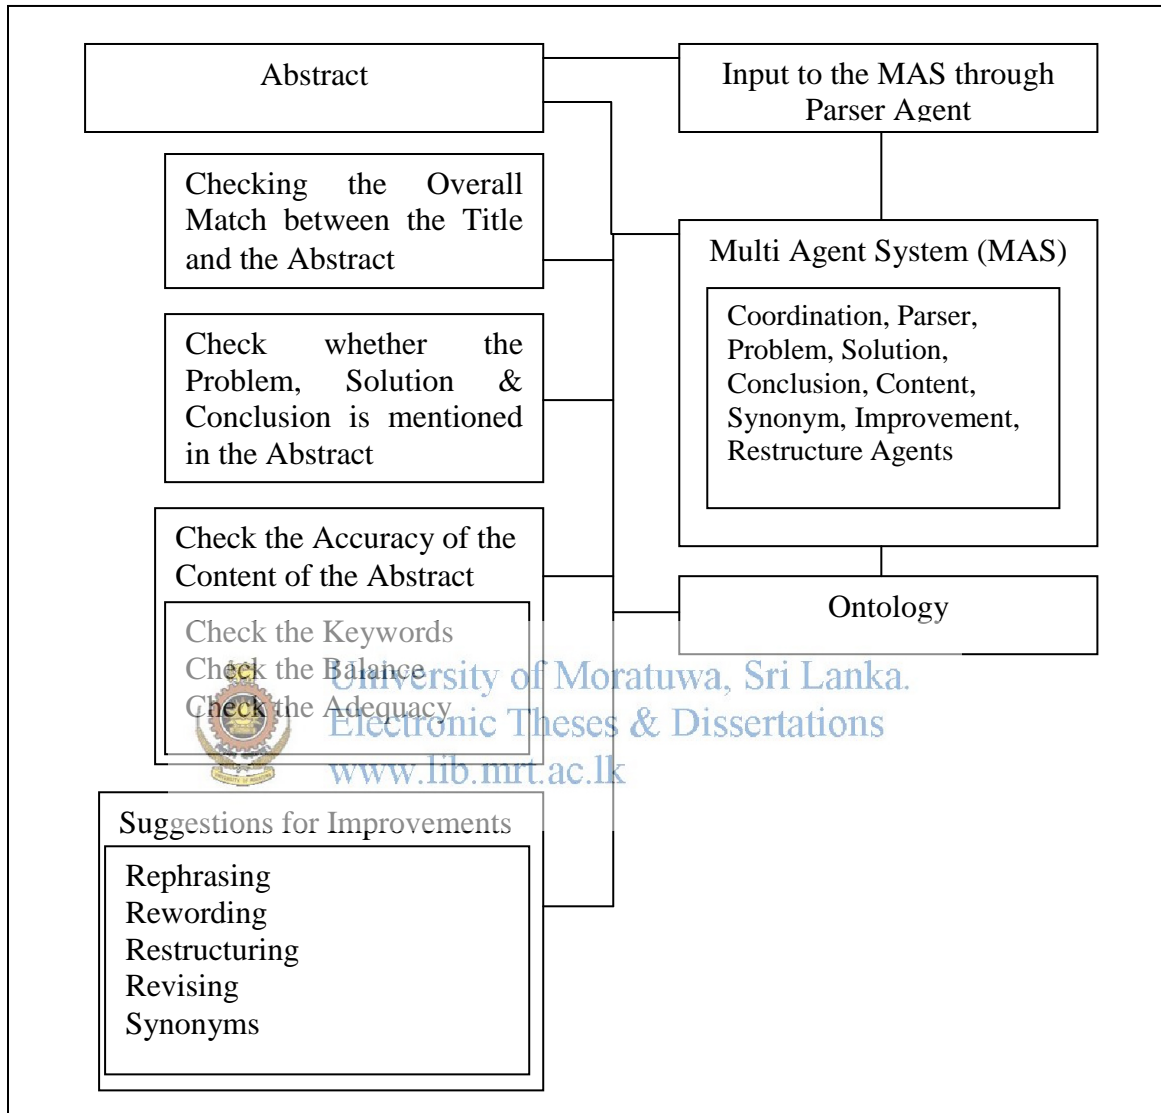 Abstract
Input to the MAS through
Parser Agent
Checking the Overall
Match between the Title
and the Abstract
Multi Agent System (MAS)
Coordination, Parser,
Problem, Solution,
Conclusion, Content,
Synonym, Improvement,
Restructure Agents
Check whether the
Problem, Solution &
Conclusion is mentioned
in the Abstract
Check the Accuracy of the
Content of the Abstract
Check the Keywords
Check the Balance
Check the Adequacy
Ontology
University of Moratuwa, Sri Lanka.
Electronic Theses & Dissertations
www.lib.mrt.ac.lk
Suggestions for Improvements
Rephrasing
Rewording
Restructuring
Revising
Synonyms